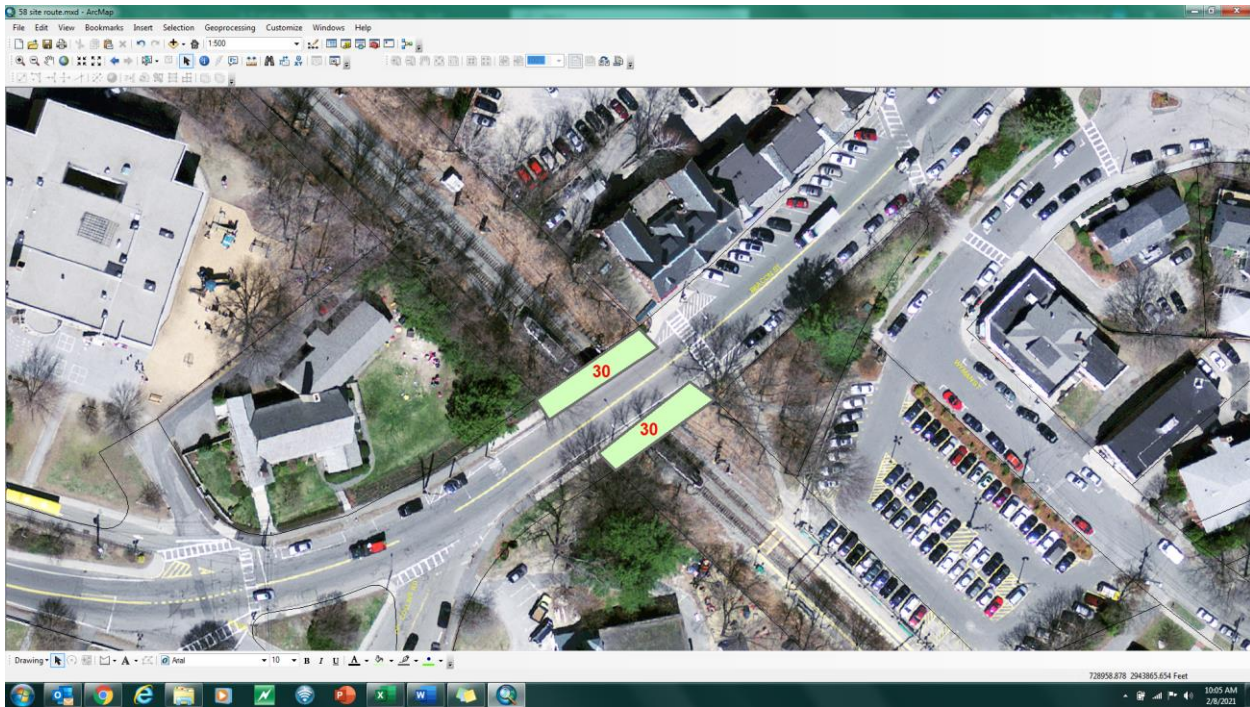 58 site route.mxd - ArcMap
File Edit View Bookmarks Insert Selection Geoprocessing Customize Windows Help
1:500
30
30
Drawing
A
Arial
10
B I U A
728958.878 2943865.654 Feet
10:05 AM
2/8/2021